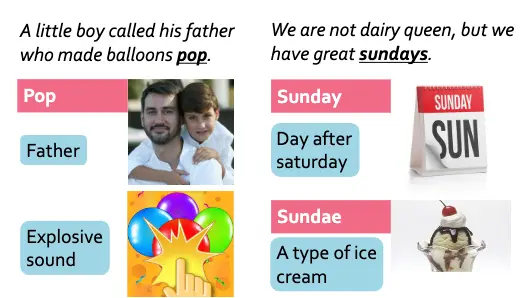 A little boy called his father
who made balloons pop.
Pop
Father
Explosive
sound
We are not dairy queen, but we
have great sundays.
Sunday
Day after
saturday
SUNDAY
SUN
Sundae
A type of ice
cream